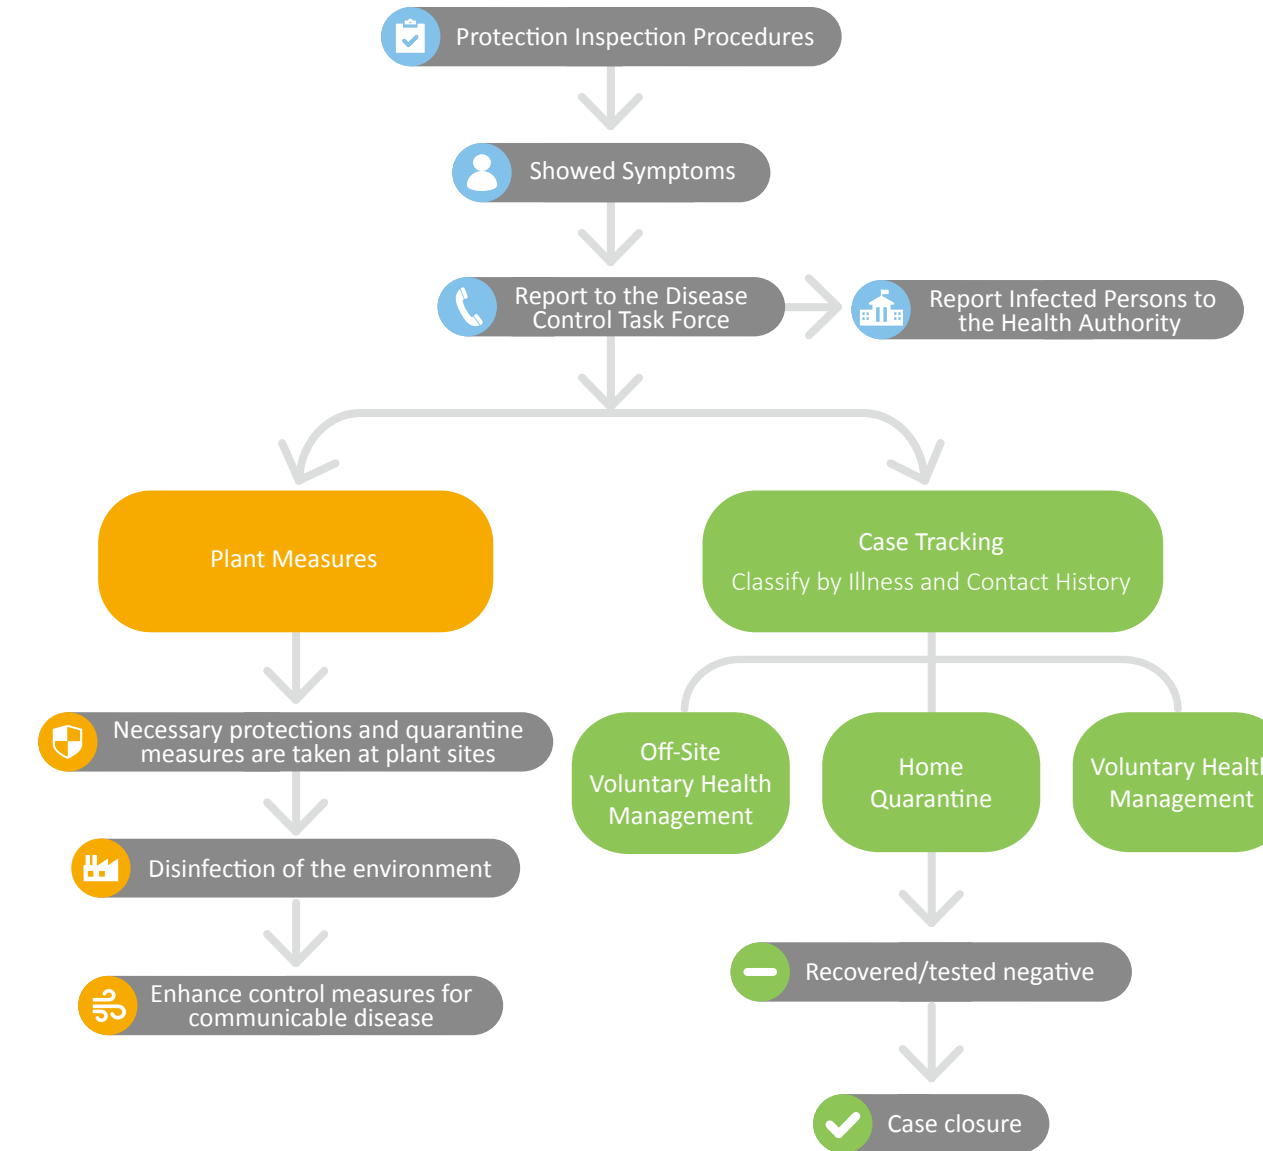 Protection Inspection Procedures
Showed Symptoms
Report to the Disease
Control Task Force
Report Infected Persons to
the Health Authority
Plant Measures
Case Tracking
Classify by Illness and Contact History
Necessary protections and quarantine
measures are taken at plant sites
Off-Site
Voluntary Health
Management
Home
Quarantine
Voluntary Health
Management
Disinfection of the environment
Recovered/tested negative
Enhance control measures for
communicable disease
Case closure